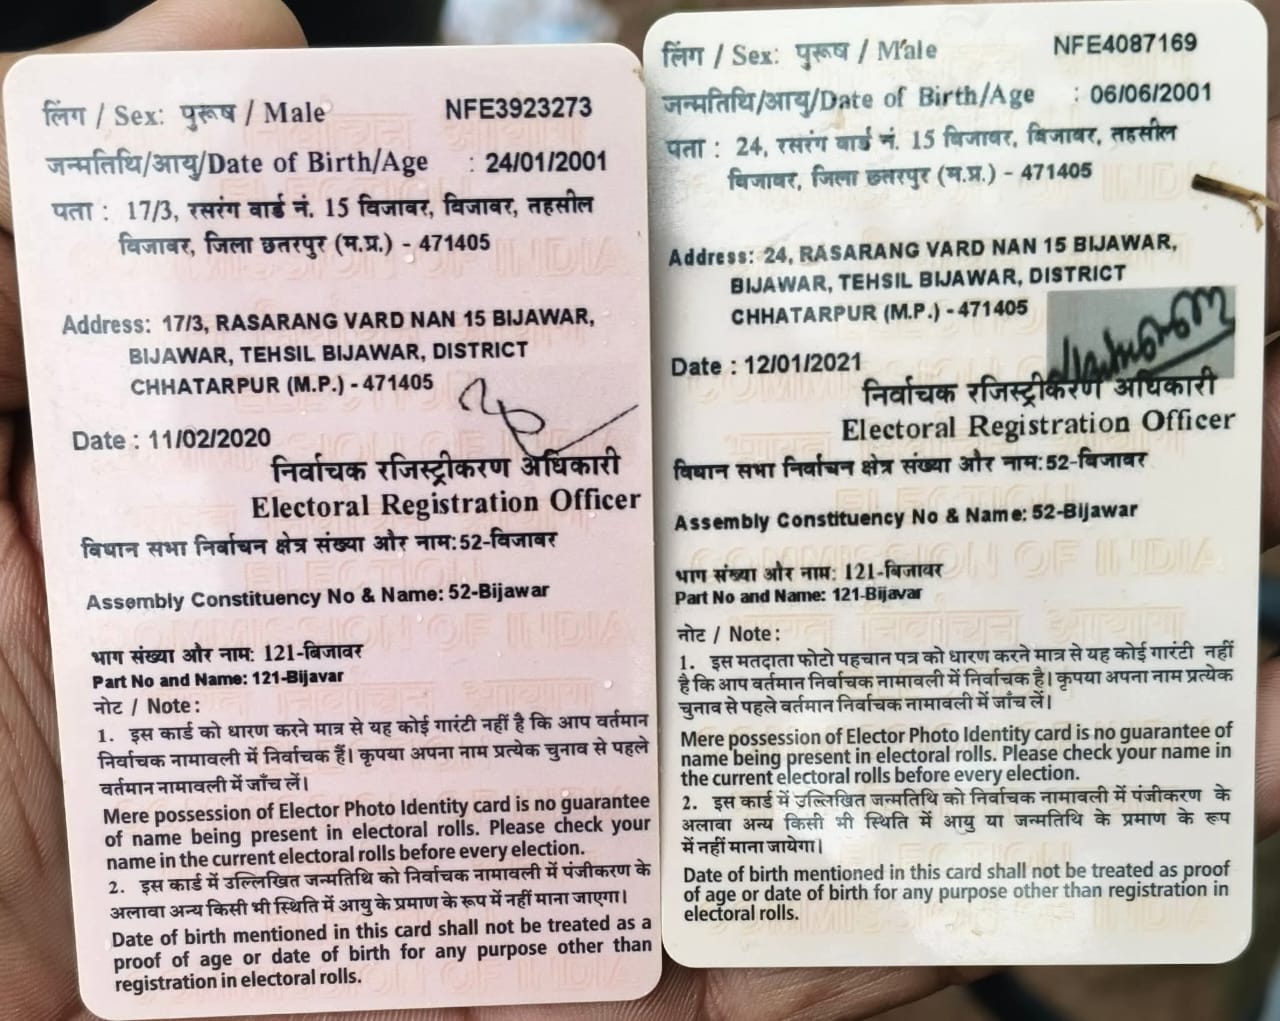 लिंग / Sex: पुरूष / Male NFE3923273
जन्मतिथि/आयु/Date of Birth/Age : 24/01/2001
पता : 17/3, रसरंग वार्ड नं. 15 बिजावर, बिजावर, तहसील
बिजावर, जिला छतरपुर (म.प्र.) - 471405
Address: 17/3, RASARANG VARD NAN 15 BIJAWAR,
BIJAWAR, TEHSIL BIJAWAR, DISTRICT
CHHATARPUR (M.P.) - 471405
Date : 11/02/2020
निर्वाचक रजिस्ट्रीकरण अधिकारी
Electoral Registration Officer
विधान सभा निर्वाचन क्षेत्र संख्या और नाम:52-बिजावर
Assembly Constituency No & Name: 52-Bijawar
भाग संख्या और नाम: 121-बिजावर
Part No and Name: 121-Bijavar
नोट / Note :
1. इस कार्ड को धारण करने मात्र से यह कोई गारंटी नहीं है कि आप वर्तमान
निर्वाचक नामावली में निर्वाचक हैं। कृपया अपना नाम प्रत्येक चुनाव से पहले
वर्तमान नामावली में जाँच लें।
Mere possession of Elector Photo Identity card is no guarantee
of name being present in electoral rolls. Please check your
name in the current electoral rolls before every election.
2. इस कार्ड में उल्लिखित जन्मतिथि को निर्वाचक नामावली में पंजीकरण के
अलावा अन्य किसी भी स्थिति में आयु के प्रमाण के रूप में नहीं माना जाएगा।
Date of birth mentioned in this card shall not be treated as a
proof of age or date of birth for any purpose other than
registration in electoral rolls.
लिंग / Sex: पुरूष / Male NFE4087169
जन्मतिथि/आयु/Date of Birth/Age : 06/06/2001
पता : 24, रसरंग वार्ड नं. 15 बिजावर, बिजावर, तहसील
बिजावर, जिला छतरपुर (म.प्र.) - 471405
Address: 24, RASARANG VARD NAN 15 BIJAWAR,
BIJAWAR, TEHSIL BIJAWAR, DISTRICT
CHHATARPUR (M.P.) - 471405
Date : 12/01/2021
निर्वाचक रजिस्ट्रीकरण अधिकारी
Electoral Registration Officer
विधान सभा निर्वाचन क्षेत्र संख्या और नाम:52-बिजावर
Assembly Constituency No & Name: 52-Bijawar
भाग संख्या और नाम: 121-बिजावर
Part No and Name: 121-Bijavar
नोट / Note :
1. इस मतदाता फोटो पहचान पत्र को धारण करने मात्र से यह कोई गारंटी नहीं
है कि आप वर्तमान निर्वाचक नामावली में निर्वाचक है। कृपया अपना नाम प्रत्येक
चुनाव से पहले वर्तमान निर्वाचक नामावली में जाँच लें।
Mere possession of Elector Photo Identity card is no guarantee of
name being present in electoral rolls. Please check your name in
the current electoral rolls before every election.
2. इस कार्ड में उल्लिखित जन्मतिथि को निर्वाचक नामावली में पंजीकरण के
अलावा अन्य किसी भी स्थिति में आयु या जन्मतिथि के प्रमाण के रूप
में नहीं माना जायेगा।
Date of birth mentioned in this card shall not be treated as proof
of age or date of birth for any purpose other than registration in
electoral rolls.